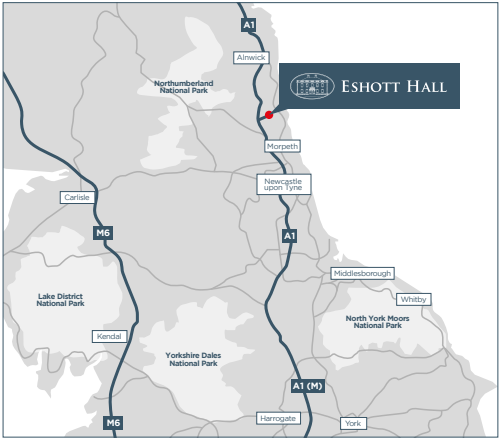 A1
Alnwick
Northumberland
National Park
ESHOTT HALL
Morpeth
Newcastle
upon Tyne
Carlisle
M6
A1
Middlesborough
Whitby
Lake District
National Park
North York Moors
National Park
Kendal
Yorkshire Dales
National Park
A1 (M)
Harrogate
York
M6